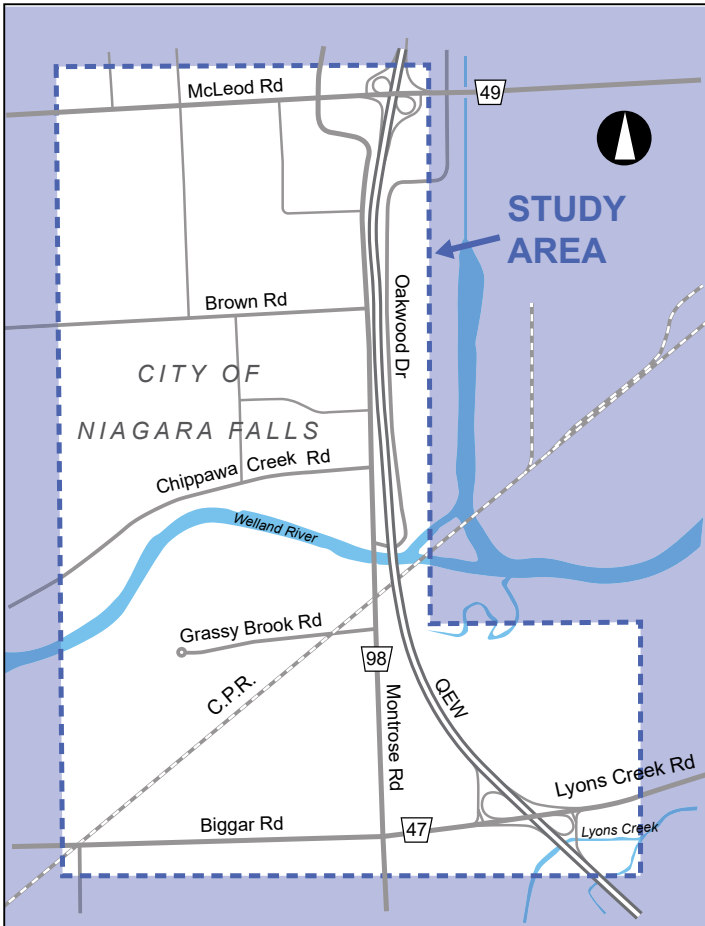 McLeod Rd
49
STUDY
AREA
Oakwood Dr
Brown Rd
CITY OF
NIAGARA FALLS
Chippawa Creek Rd
Welland River
Grassy Brook Rd
98
C.P.R.
Montrose Rd
QEW
Lyons Creek Rd
Biggar Rd
47
Lyons Creek